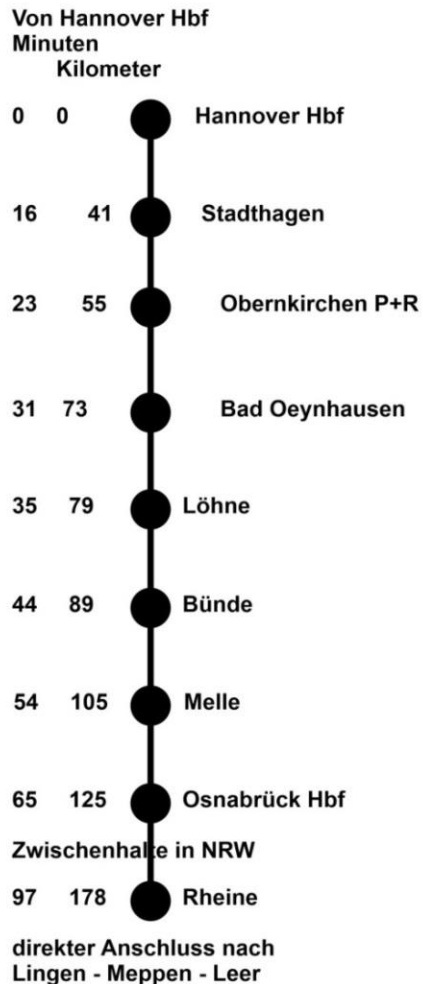 Von Hannover Hbf
Minuten
Kilometer
0 0 Hannover Hbf
16 41 Stadthagen
23 55 Obernkirchen P+R
31 73 Bad Oeynhausen
35 79 Löhne
44 89 Bünde
54 105 Melle
65 125 Osnabrück Hbf
Zwischenhalte in NRW
97 178 Rheine
direkter Anschluss nach
Lingen - Meppen - Leer